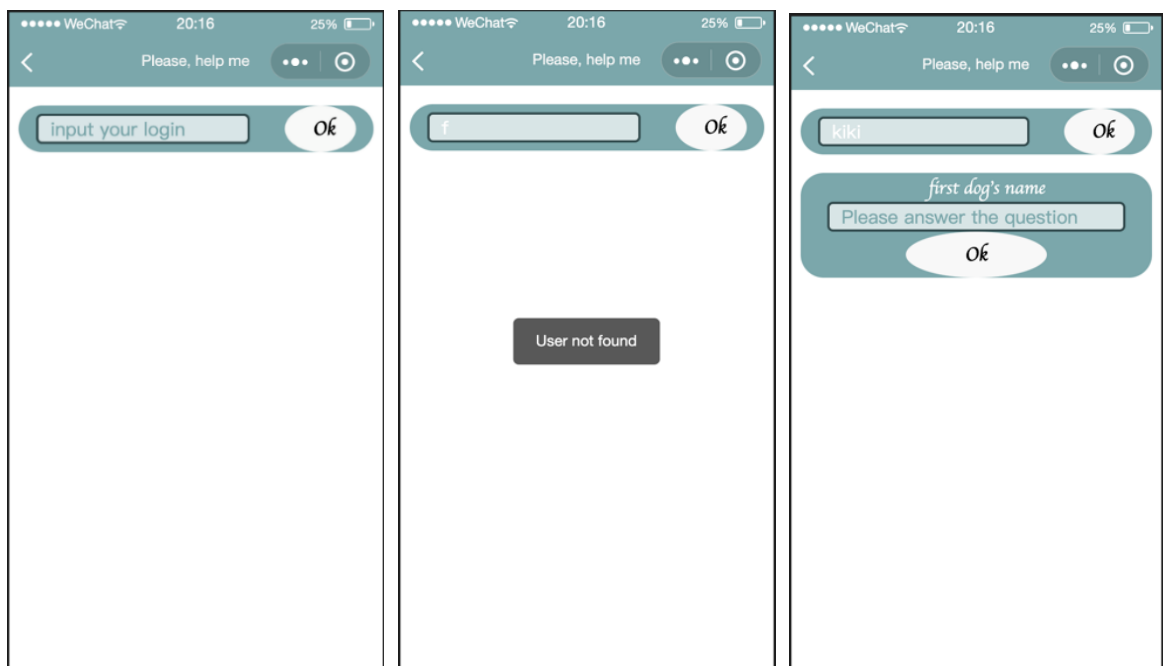 WeChat 20:16 25%
Please, help me
input your login Ok
WeChat 20:16 25%
Please, help me
f Ok
User not found
WeChat 20:16 25%
Please, help me
kiki Ok
first dog's name
Please answer the question
Ok